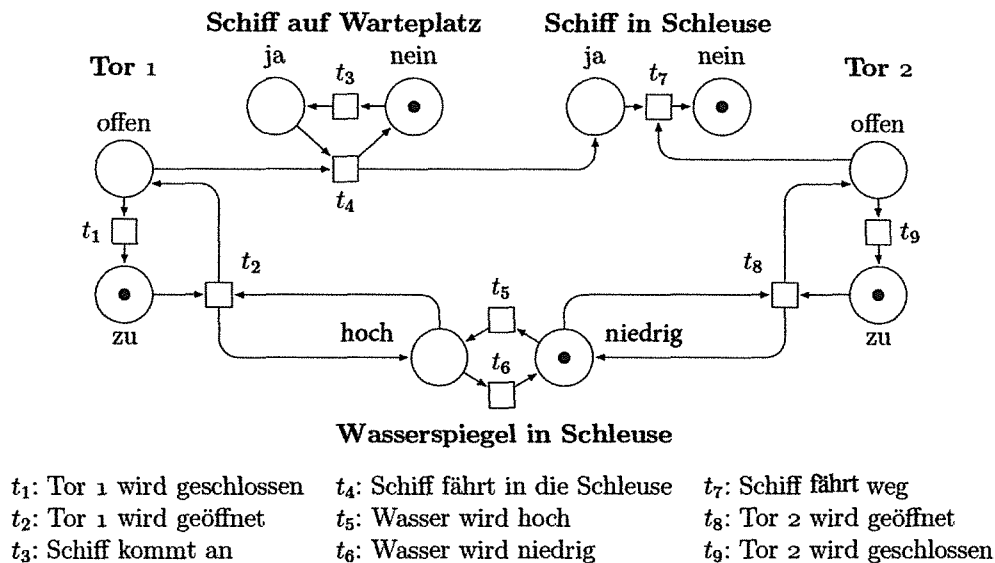 Schiff auf Warteplatz Schiff in Schleuse
ja nein ja nein
Tor 1 t₃ t₇ Tor 2
offen offen
t₄
t₁ t₂ t₈ t₉
t₅
hoch niedrig
zu t₆ zu
Wasserspiegel in Schleuse
t₁: Tor 1 wird geschlossen t₄: Schiff fährt in die Schleuse t₇: Schiff fährt weg
t₂: Tor 1 wird geöffnet t₅: Wasser wird hoch t₈: Tor 2 wird geöffnet
t₃: Schiff kommt an t₆: Wasser wird niedrig t₉: Tor 2 wird geschlossen